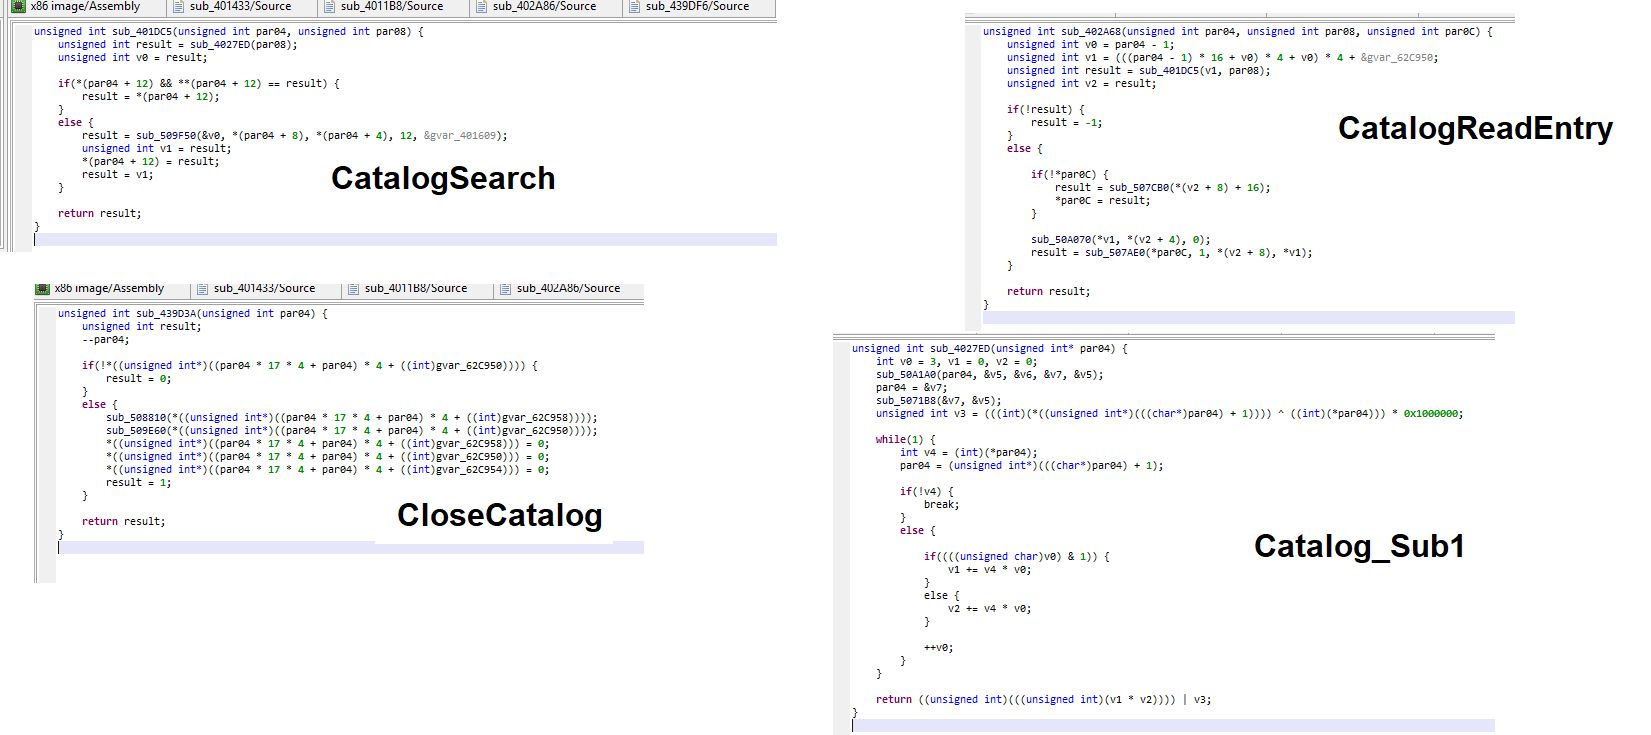 x86 image/Assembly sub_401433/Source sub_4011B8/Source sub_402A86/Source sub_439DF6/Source
unsigned int sub_401DC5(unsigned int par04, unsigned int par08) {
unsigned int result = sub_4027ED(par08);
unsigned int v0 = result;
if(*(par04 + 12) && **(par04 + 12) == result) {
result = *(par04 + 12);
}
else {
result = sub_509F50(&v0, *(par04 + 8), *(par04 + 4), 12, &gvar_401609);
unsigned int v1 = result;
*(par04 + 12) = result;
result = v1;
}
return result;
}
CatalogSearch
x86 image/Assembly sub_401433/Source sub_4011B8/Source sub_402A86/Source
unsigned int sub_439D3A(unsigned int par04) {
unsigned int result;
--par04;
if(!*((unsigned int*)((par04 * 17 * 4 + par04) * 4 + ((int)gvar_62C950)))) {
result = 0;
}
else {
sub_508810(*((unsigned int*)((par04 * 17 * 4 + par04) * 4 + ((int)gvar_62C958))));
sub_509E60(*((unsigned int*)((par04 * 17 * 4 + par04) * 4 + ((int)gvar_62C950))));
*((unsigned int*)((par04 * 17 * 4 + par04) * 4 + ((int)gvar_62C958))) = 0;
*((unsigned int*)((par04 * 17 * 4 + par04) * 4 + ((int)gvar_62C950))) = 0;
*((unsigned int*)((par04 * 17 * 4 + par04) * 4 + ((int)gvar_62C954))) = 0;
result = 1;
}
return result;
}
CloseCatalog
unsigned int sub_402A68(unsigned int par04, unsigned int par08, unsigned int par0C) {
unsigned int v0 = par04 - 1;
unsigned int v1 = (((par04 - 1) * 16 + v0) * 4 + v0) * 4 + &gvar_62C950;
unsigned int result = sub_401DC5(v1, par08);
unsigned int v2 = result;
if(!result) {
result = -1;
}
else {
if(!*par0C) {
result = sub_507CB0(*(v2 + 8) + 16);
*par0C = result;
}
sub_50A070(*v1, *(v2 + 4), 0);
result = sub_507AE0(*par0C, 1, *(v2 + 8), *v1);
}
return result;
}
CatalogReadEntry
unsigned int sub_4027ED(unsigned int* par04) {
int v0 = 3, v1 = 0, v2 = 0;
sub_50A1A0(par04, &v5, &v6, &v7, &v5);
par04 = &v7;
sub_5071B8(&v7, &v5);
unsigned int v3 = (((int)(*((unsigned int*)(((char*)par04) + 1)))) ^ ((int)(*par04))) * 0x1000000;
while(1) {
int v4 = (int)(*par04);
par04 = (unsigned int*)(((char*)par04) + 1);
if(!v4) {
break;
}
else {
if((((unsigned char)v0) & 1)) {
v1 += v4 * v0;
}
else {
v2 += v4 * v0;
}
++v0;
}
}
return ((unsigned int)(((unsigned int)(v1 * v2)))) | v3;
}
Catalog_Sub1